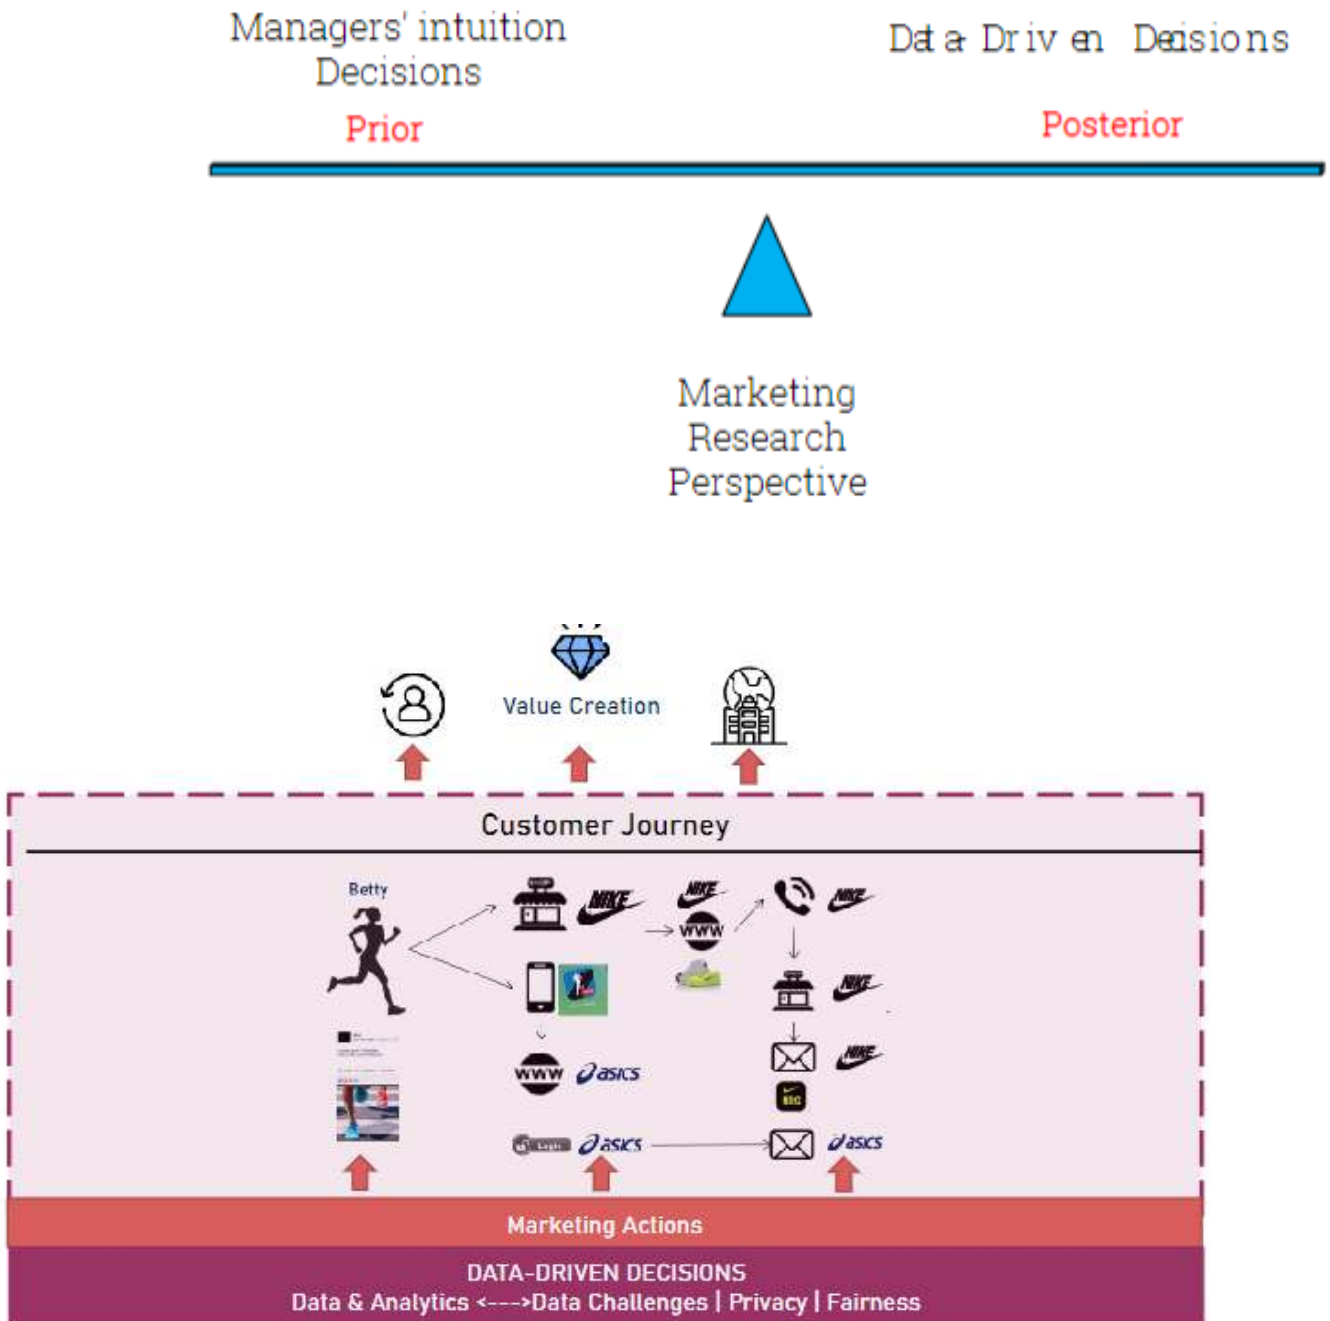 Managers' intuition
Decisions
Data-Driven Decisions
Prior
Posterior
Marketing
Research
Perspective
Value Creation
Customer Journey
Betty
NIKE
NIKE
NIKE
WWW
NIKE
WWW
asics
NIKE
Login
asics
asics
Marketing Actions
DATA-DRIVEN DECISIONS
Data & Analytics <--->Data Challenges | Privacy | Fairness